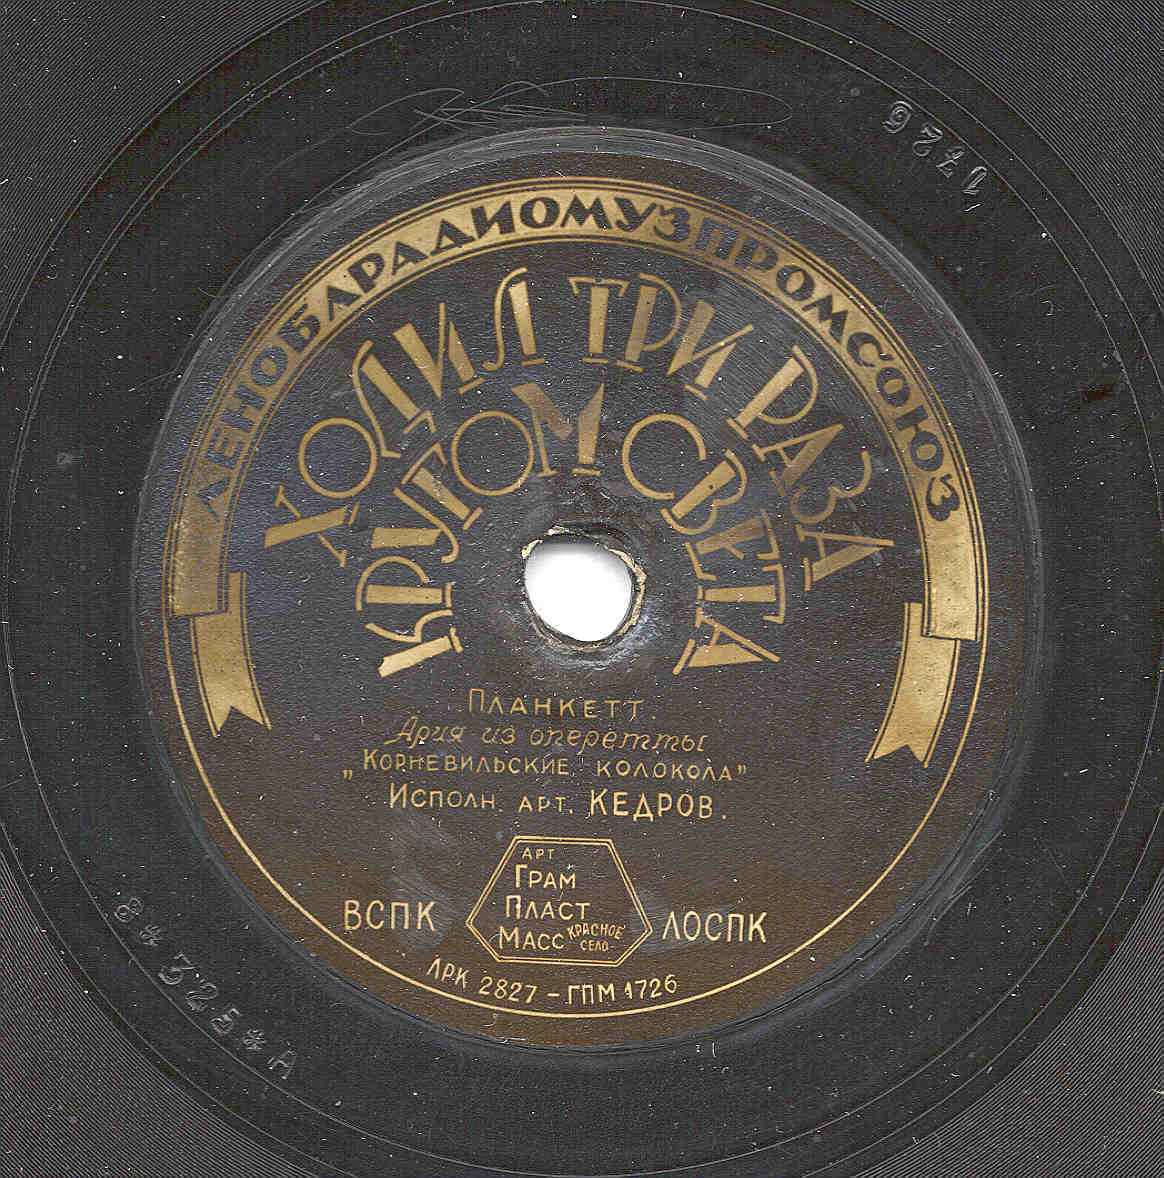 ЛЕНОБЛРАДИОМУЗПРОМСОЮЗ
ХОДИЛ ТРИ РАЗА
КРУГОМ СВЕТА
ПЛАНКЕТТ.
Ария из оперетты
„КОРНЕВИЛЬСКИЕ КОЛОКОЛА"
ИСПОЛН. АРТ. КЕДРОВ.
АРТ
ГРАМ
ПЛАСТ
МАСС КРАСНОЕ
СЕЛО
ВСПК
ЛОСПК
ЛРК 2827 – ГПМ 1726
1726